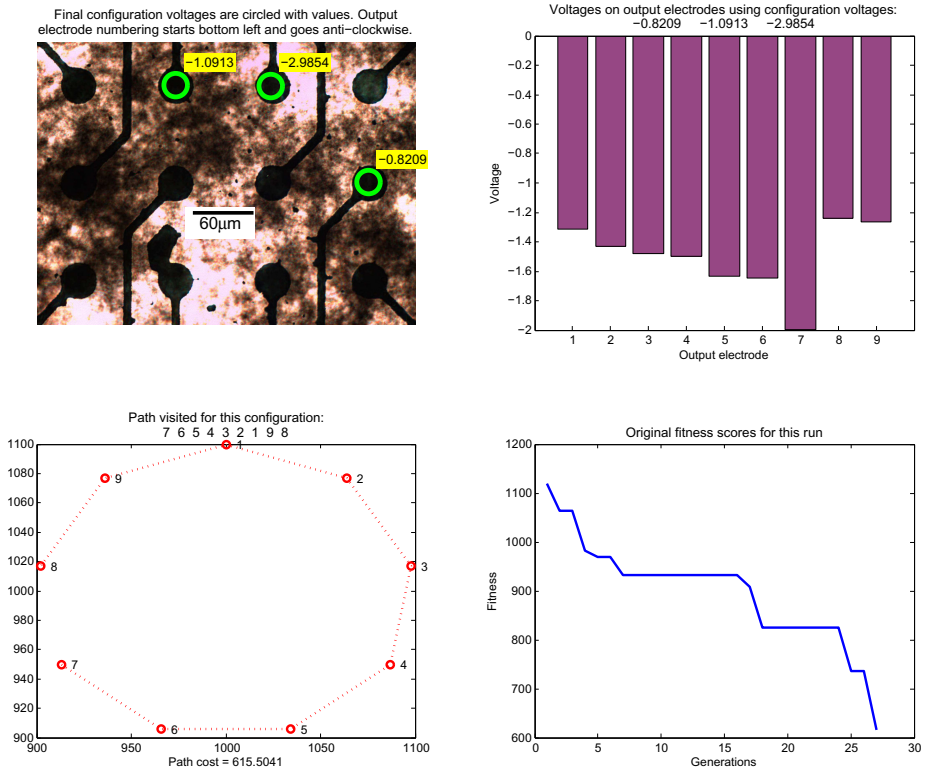 Final configuration voltages are circled with values. Output
electrode numbering starts bottom left and goes anti−clockwise.
−1.0913
−2.9854
−0.8209
60μm
Voltages on output electrodes using configuration voltages:
−0.8209 −1.0913 −2.9854
0
−0.2
−0.4
−0.6
−0.8
−1
−1.2
−1.4
−1.6
−1.8
−2
Voltage
1 2 3 4 5 6 7 8 9
Output electrode
Path visited for this configuration:
7 6 5 4 3 2 1 9 8
1100
1080
1060
1040
1020
1000
980
960
940
920
900
1
2
3
4
5
6
7
8
9
900 950 1000 1050 1100
Path cost = 615.5041
Original fitness scores for this run
1200
1100
1000
900
800
700
600
Fitness
0 5 10 15 20 25 30
Generations